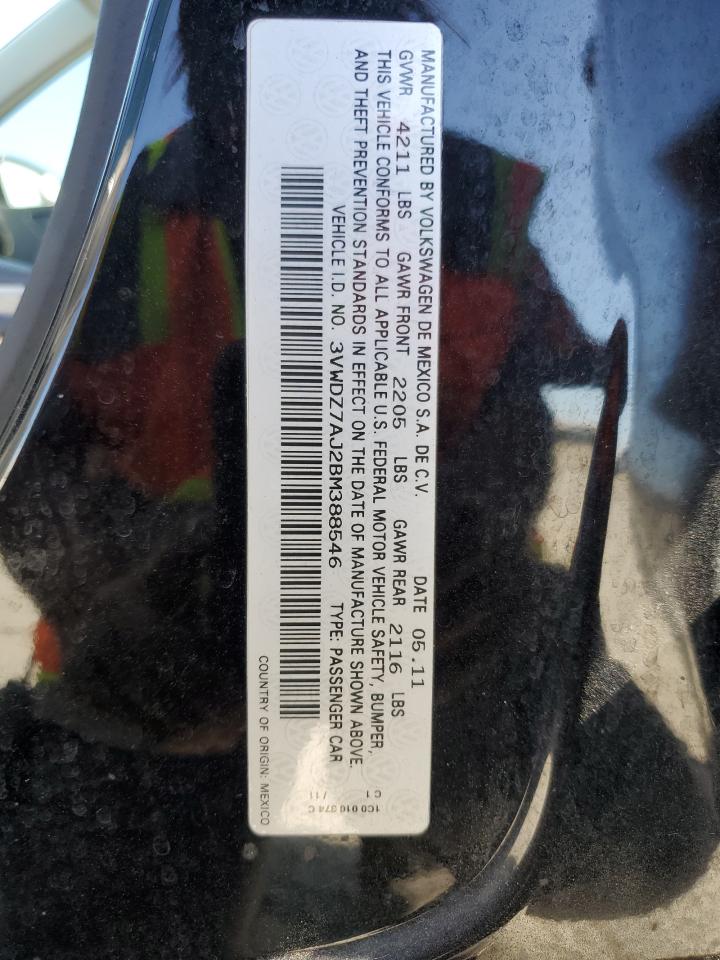 MANUFACTURED BY VOLKSWAGEN DE MEXICO S.A. DE C.V. DATE 05.11
GVWR 4211 LBS GAWR FRONT 2205 LBS GAWR REAR 2116 LBS
THIS VEHICLE CONFORMS TO ALL APPLICABLE U.S. FEDERAL MOTOR VEHICLE SAFETY, BUMPER,
AND THEFT PREVENTION STANDARDS IN EFFECT ON THE DATE OF MANUFACTURE SHOWN ABOVE.
VEHICLE I.D. NO. 3VWDZ7AJ2BM388546 TYPE: PASSENGER CAR
COUNTRY OF ORIGIN: MEXICO
1C0 010